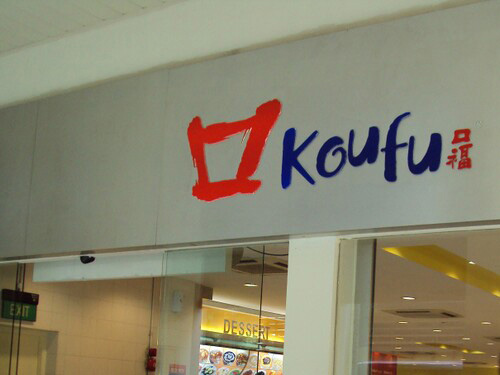 口 Koufu 口福
EXIT
DESSERT